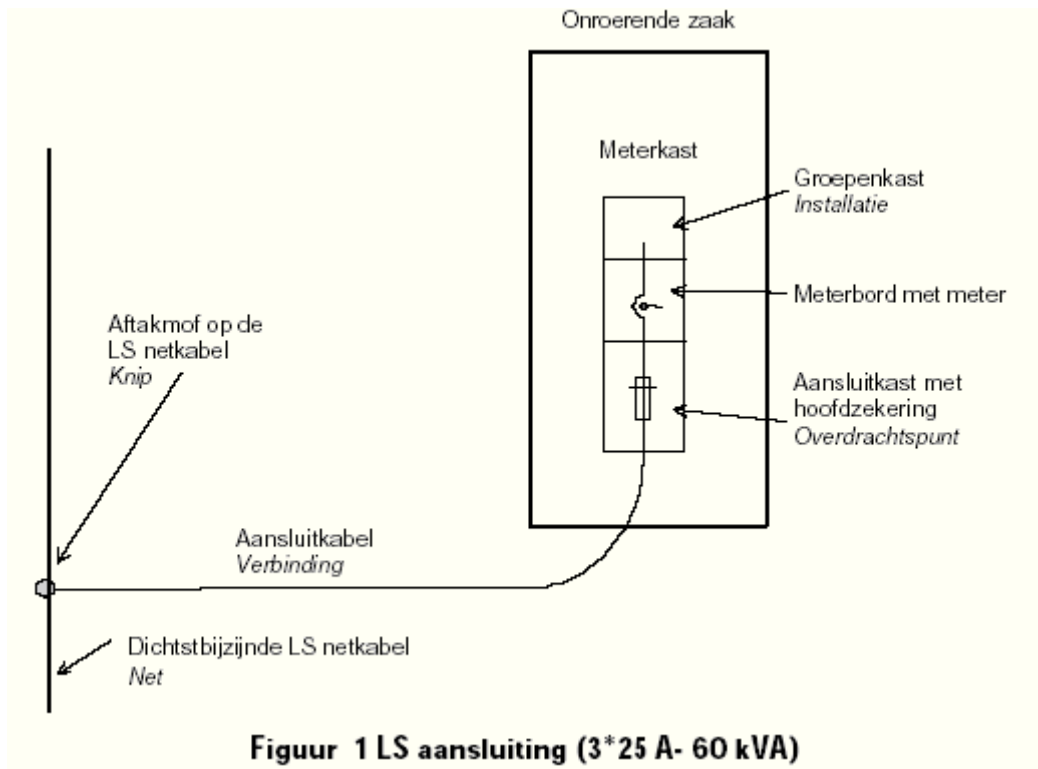 Onroerende zaak
Meterkast
Groepenkast
Installatie
Meterbord met meter
Aftakmof op de
LS netkabel
Knip
Aansluitkast met
hoofdzekering
Overdrachtspunt
Aansluitkabel
Verbinding
Dichtstbijzijnde LS netkabel
Net
Figuur 1 LS aansluiting (3*25 A- 60 kVA)